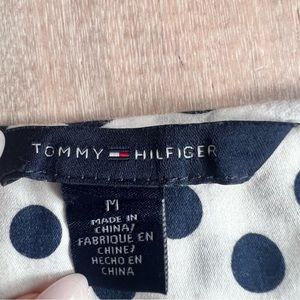 TOMMY HILFIGER
M
MADE IN
CHINA/
FABRIQUE EN
CHINE/
HECHO EN
CHINA